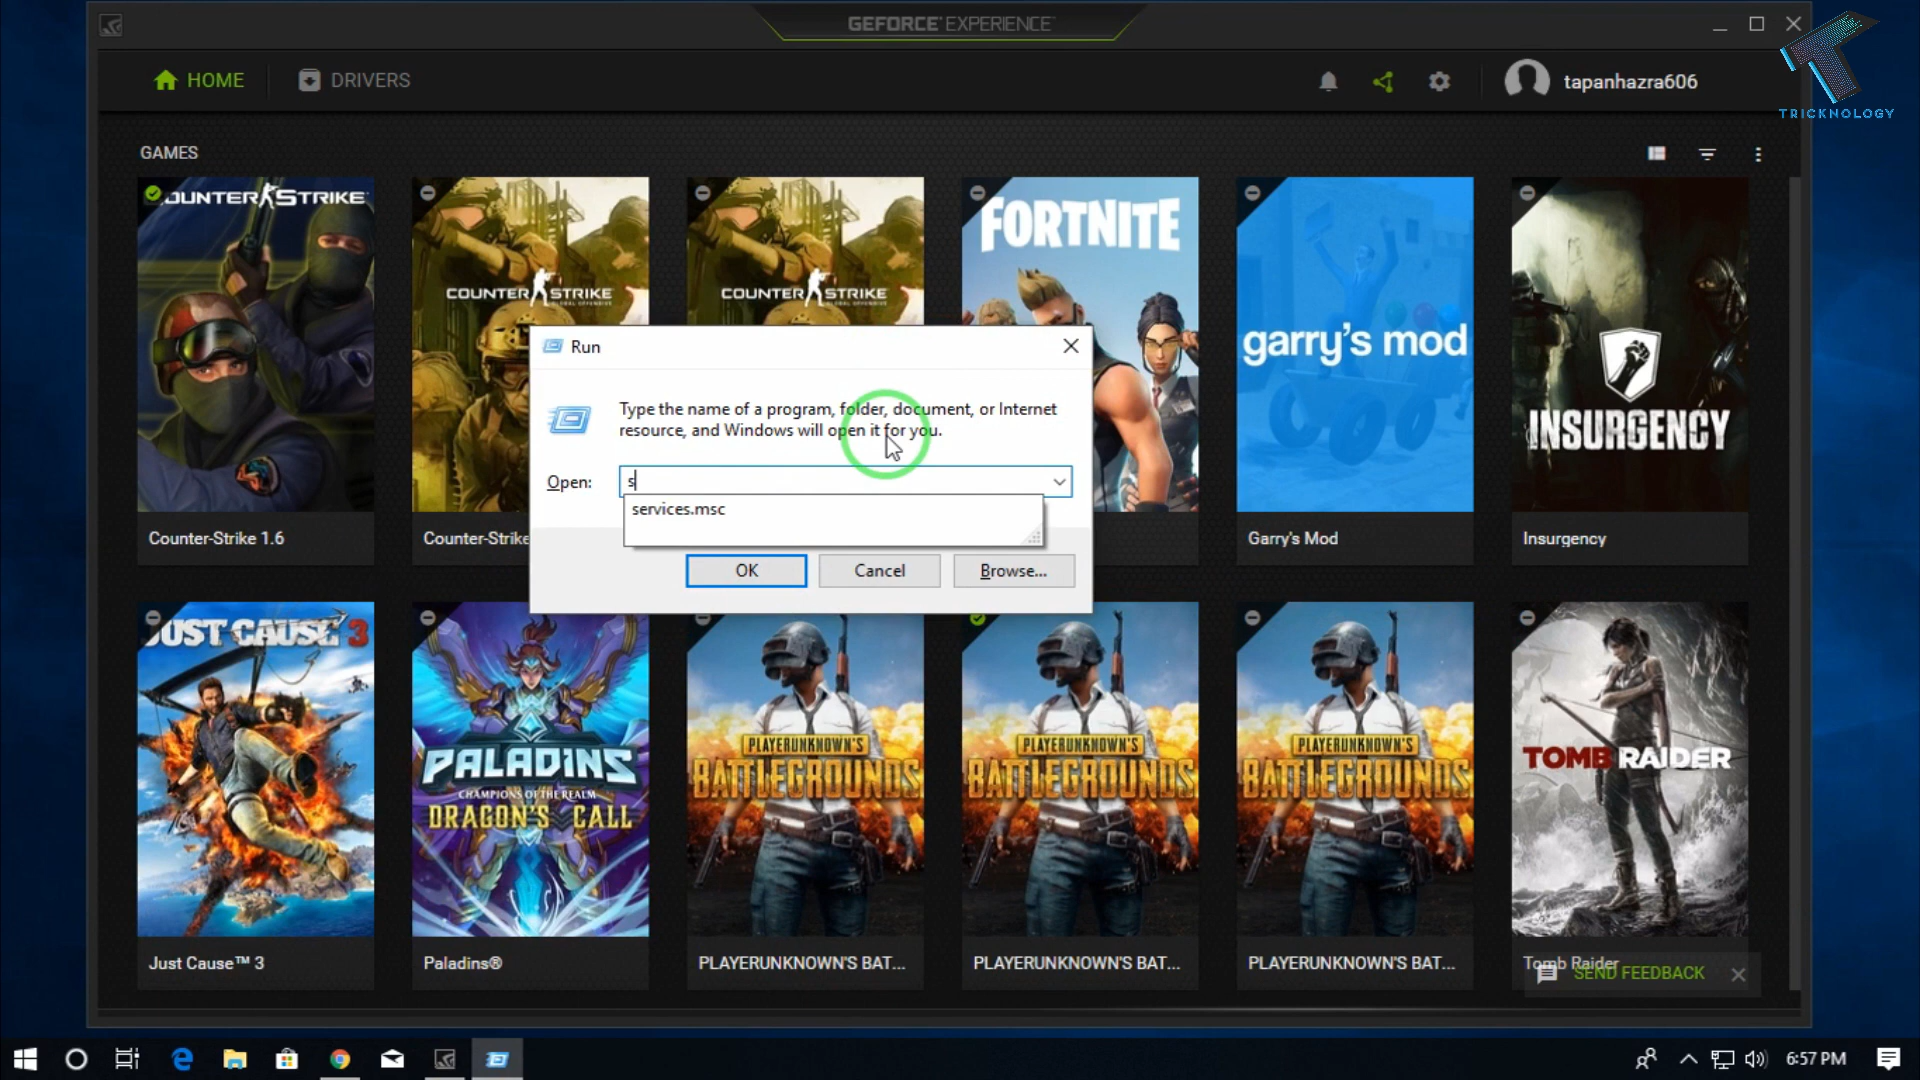 GEFORCE EXPERIENCE
HOME
DRIVERS
tapanhazra606
TRICKNOLOGY
GAMES
COUNTER STRIKE
COUNTER STRIKE
COUNTER STRIKE
FORTNITE
garry's mod
INSURGENCY
Run
Type the name of a program, folder, document, or Internet
resource, and Windows will open it for you.
Open:
s
services.msc
OK
Cancel
Browse...
Counter-Strike 1.6
Counter-Strike
Garry's Mod
Insurgency
JUST CAUSE 3
PALADINS
CHAMPIONS OF THE REALM
DRAGON'S CALL
PLAYERUNKNOWN'S
BATTLEGROUNDS
PLAYERUNKNOWN'S
BATTLEGROUNDS
PLAYERUNKNOWN'S
BATTLEGROUNDS
TOMB RAIDER
Just Cause™ 3
Paladins®
PLAYERUNKNOWN'S BAT...
PLAYERUNKNOWN'S BAT...
PLAYERUNKNOWN'S BAT...
Tomb Raider
SEND FEEDBACK
6:57 PM